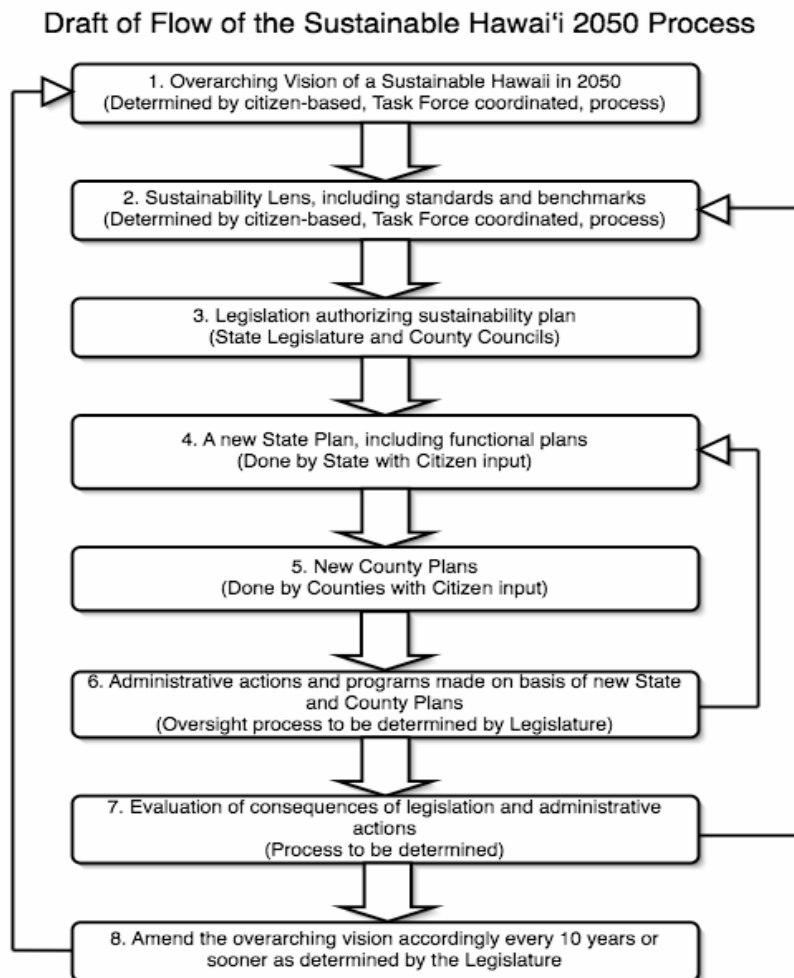 Draft of Flow of the Sustainable Hawai‘i 2050 Process
1. Overarching Vision of a Sustainable Hawaii in 2050
(Determined by citizen-based, Task Force coordinated, process)
2. Sustainability Lens, including standards and benchmarks
(Determined by citizen-based, Task Force coordinated, process)
3. Legislation authorizing sustainability plan
(State Legislature and County Councils)
4. A new State Plan, including functional plans
(Done by State with Citizen input)
5. New County Plans
(Done by Counties with Citizen input)
6. Administrative actions and programs made on basis of new State
and County Plans
(Oversight process to be determined by Legislature)
7. Evaluation of consequences of legislation and administrative
actions
(Process to be determined)
8. Amend the overarching vision accordingly every 10 years or
sooner as determined by the Legislature